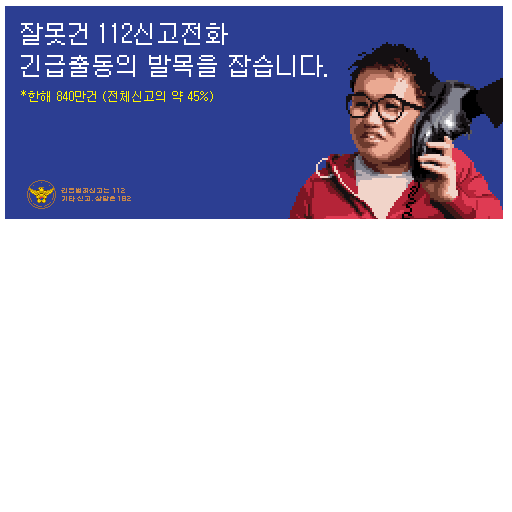 잘못건 112신고전화
긴급출동의 발목을 잡습니다.
*한해 840만건 (전체신고의 약 45%)
긴급범죄신고는 112
기타 신고, 상담은 182